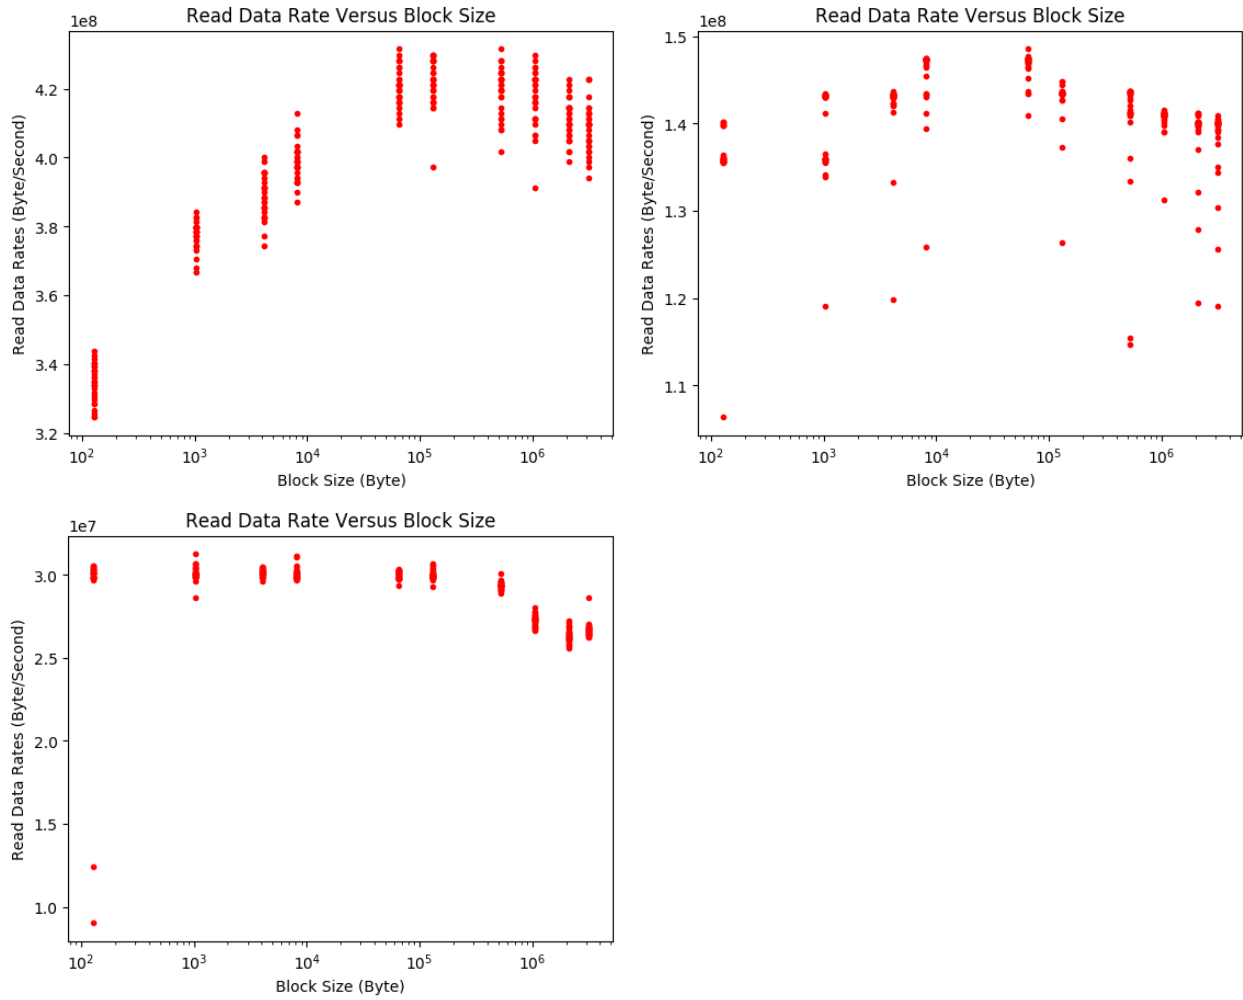 Read Data Rate Versus Block Size
1e8
4.2
4.0
3.8
3.6
3.4
3.2
Read Data Rates (Byte/Second)
10² 10³ 10⁴ 10⁵ 10⁶
Block Size (Byte)
Read Data Rate Versus Block Size
1e8
1.5
1.4
1.3
1.2
1.1
Read Data Rates (Byte/Second)
10² 10³ 10⁴ 10⁵ 10⁶
Block Size (Byte)
Read Data Rate Versus Block Size
1e7
3.0
2.5
2.0
1.5
1.0
Read Data Rates (Byte/Second)
10² 10³ 10⁴ 10⁵ 10⁶
Block Size (Byte)